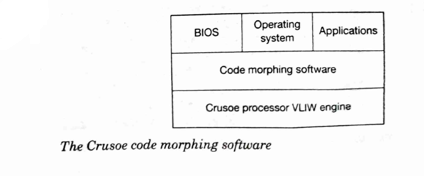 BIOS
Operating
system
Applications
Code morphing software
Crusoe processor VLIW engine
The Crusoe code morphing software